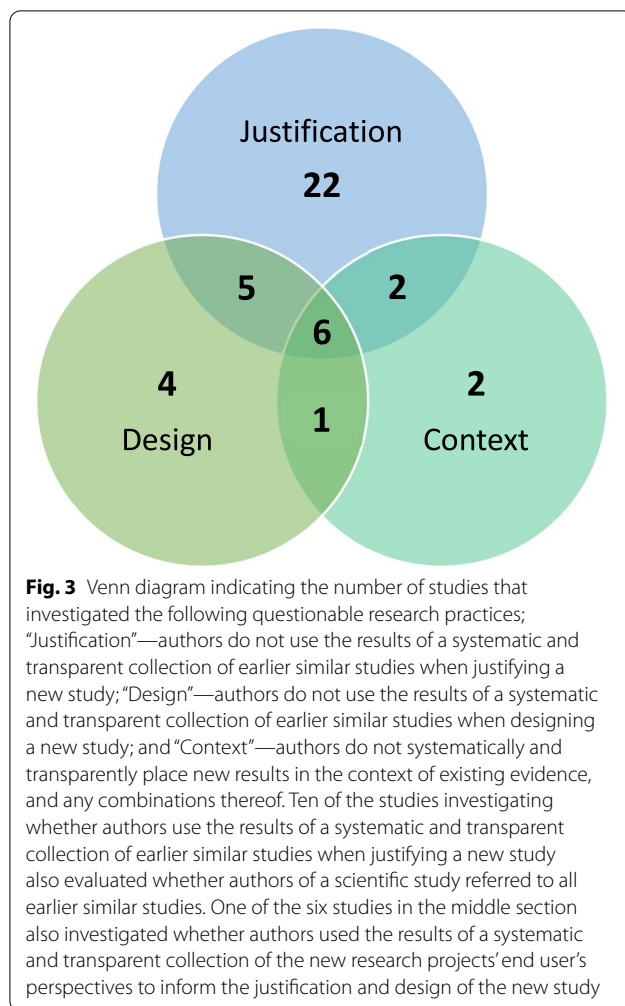 Justification
22
5
2
6
4
2
1
Design
Context
Fig. 3 Venn diagram indicating the number of studies that
investigated the following questionable research practices;
“Justification”—authors do not use the results of a systematic and
transparent collection of earlier similar studies when justifying a
new study; “Design”—authors do not use the results of a systematic
and transparent collection of earlier similar studies when designing
a new study; and “Context”—authors do not systematically and
transparently place new results in the context of existing evidence,
and any combinations thereof. Ten of the studies investigating
whether authors use the results of a systematic and transparent
collection of earlier similar studies when justifying a new study
also evaluated whether authors of a scientific study referred to all
earlier similar studies. One of the six studies in the middle section
also investigated whether authors used the results of a systematic
and transparent collection of the new research projects’ end user’s
perspectives to inform the justification and design of the new study